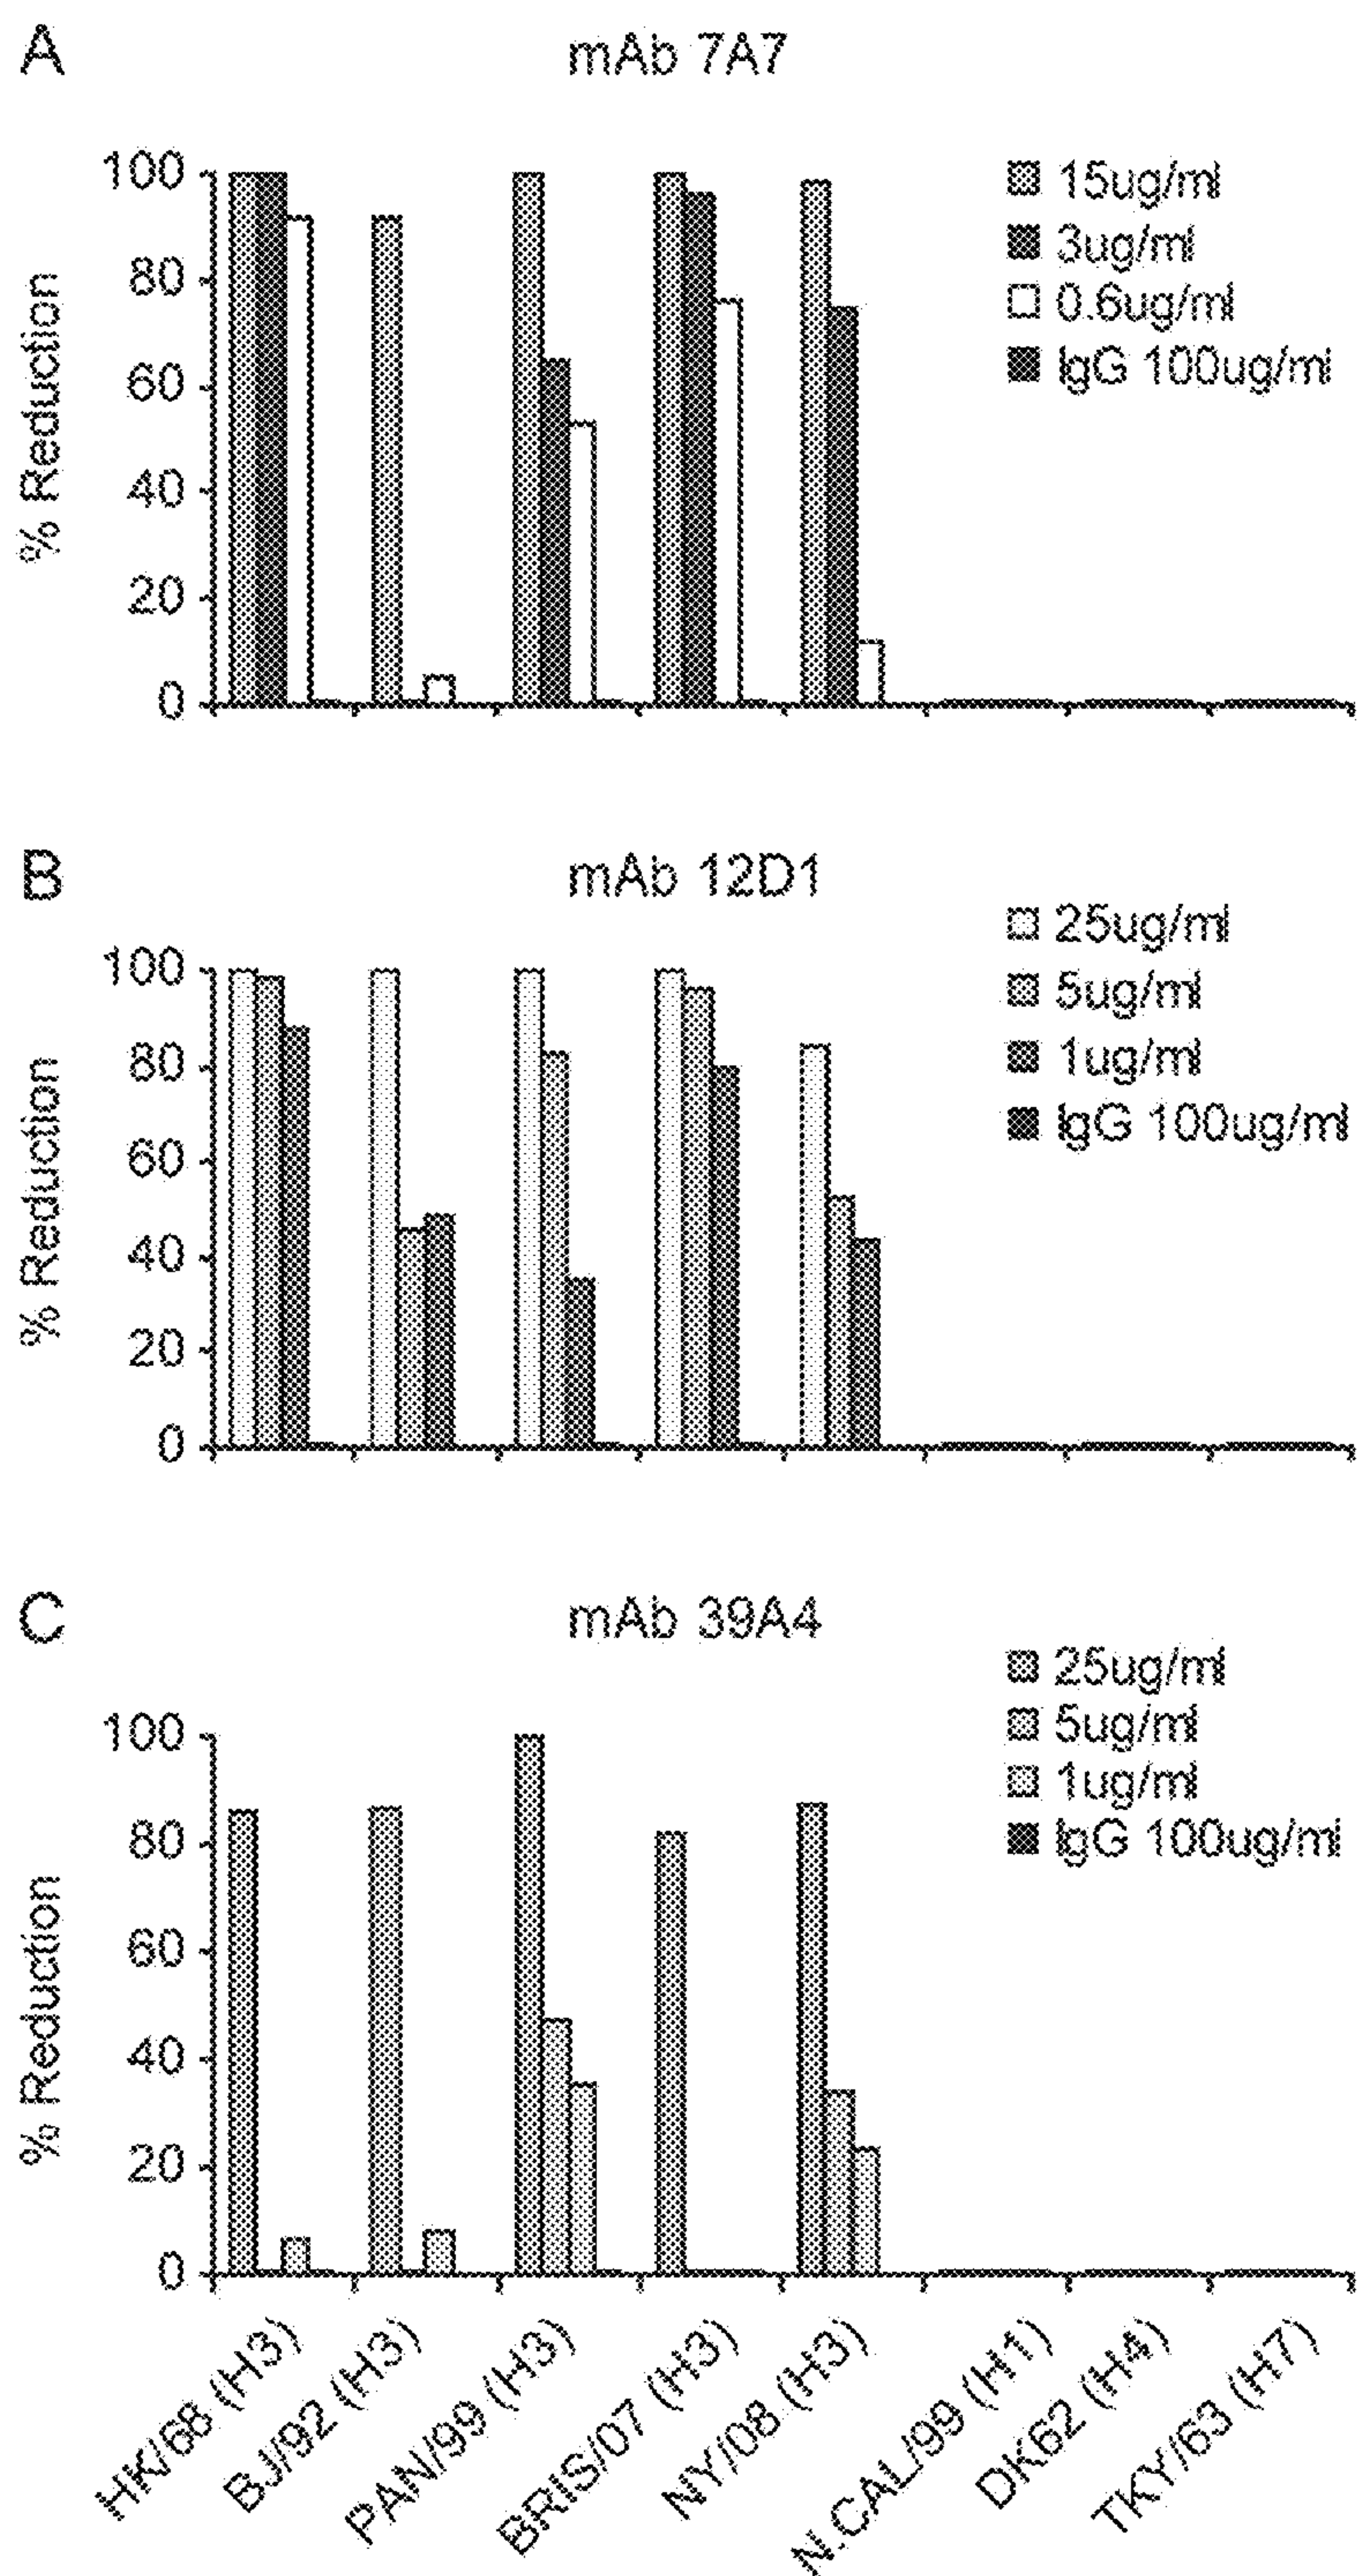 A
mAb 7A7
% Reduction
100
80
60
40
20
0
15ug/ml
3ug/ml
0.6ug/ml
IgG 100ug/ml
B
mAb 12D1
% Reduction
100
80
60
40
20
0
25ug/ml
5ug/ml
1ug/ml
IgG 100ug/ml
C
mAb 39A4
% Reduction
100
80
60
40
20
0
25ug/ml
5ug/ml
1ug/ml
IgG 100ug/ml
HK/68 (H3)
BJ/92 (H3)
PAN/99 (H3)
BRIS/07 (H3)
NY/08 (H3)
N.CAL/99 (H1)
DK62 (H4)
TKY/63 (H7)